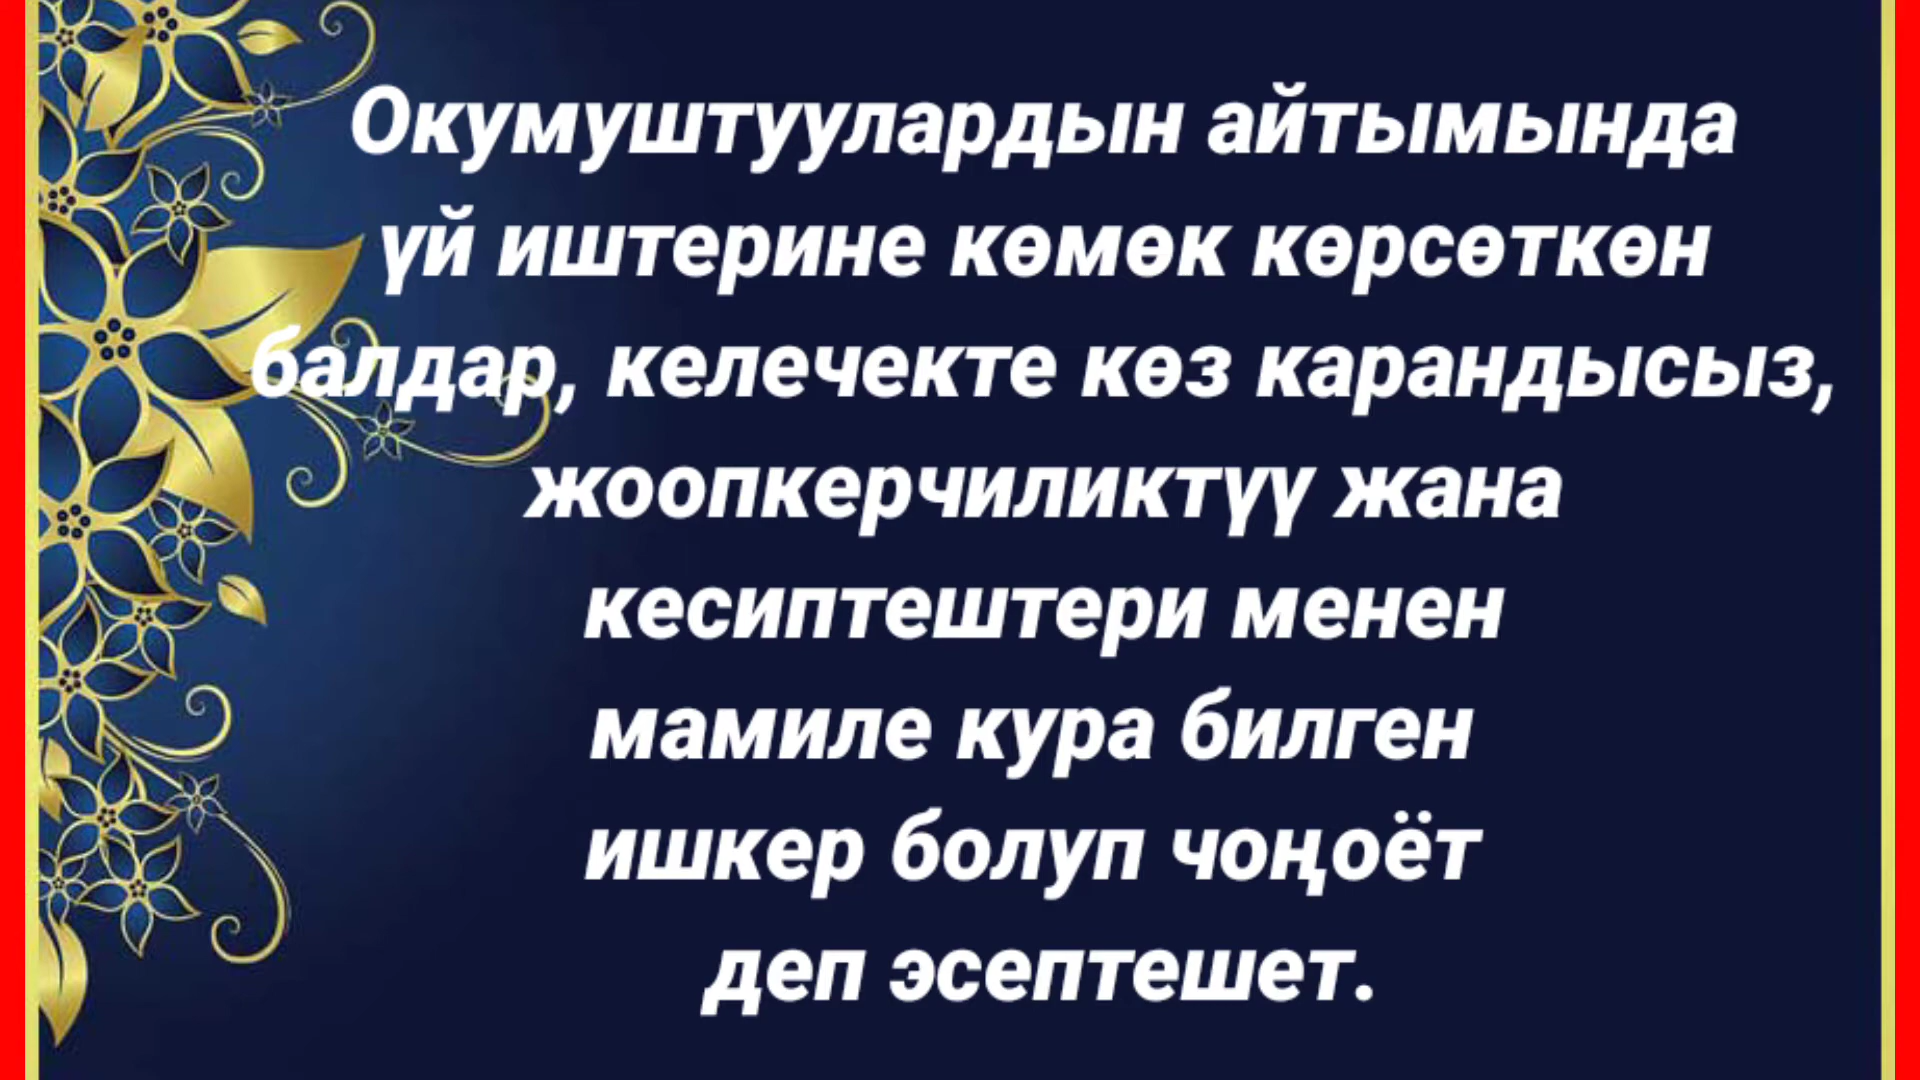 Окумуштуулардын айтымында
үй иштерине көмөк көрсөткөн
балдар, келечекте көз карандысыз,
жоопкерчиликтүү жана
кесиптештери менен
мамиле кура билген
ишкер болуп чоңоёт
деп эсептешет.